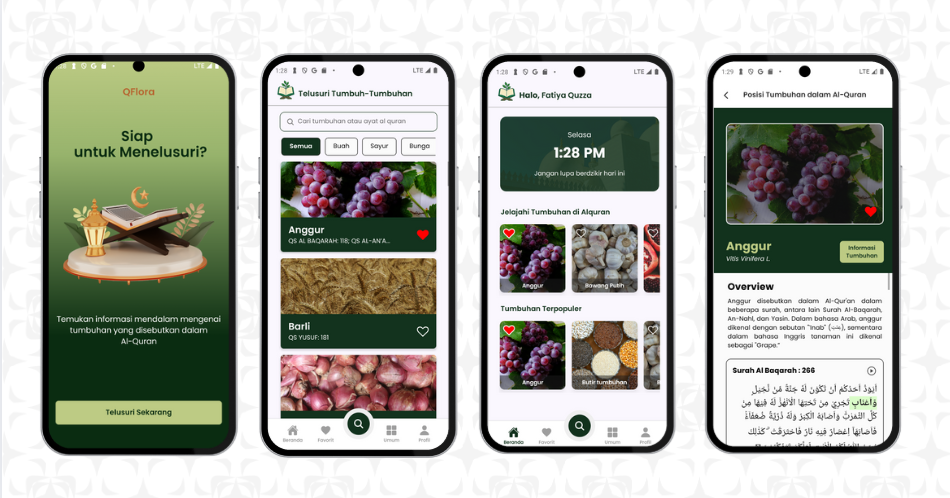 1:28
LTE
QFlora
Siap
untuk Menelusuri?
Temukan informasi mendalam mengenai
tumbuhan yang disebutkan dalam
Al-Quran
Telusuri Sekarang
1:28
LTE
Telusuri Tumbuh-Tumbuhan
Cari tumbuhan atau ayat al quran
Semua
Buah
Sayur
Bunga
Anggur
QS AL BAQARAH: 118; QS AL-AN'A...
Barli
QS YUSUF: 181
Beranda
Favorit
Umum
Profil
1:28
LTE
Halo, Fatiya Quzza
Selasa
1:28 PM
Jangan lupa berdzikir hari ini
Jelajahi Tumbuhan di Alquran
Anggur
Bawang Putih
Tumbuhan Terpopuler
Anggur
Butir tumbuhan
Beranda
Favorit
Umum
Profil
1:29
LTE
Posisi Tumbuhan dalam Al-Quran
Anggur
Vitis Vinifera L.
Informasi
Tumbuhan
Overview
Anggur disebutkan dalam Al-Qur'an dalam
beberapa surah, antara lain Surah Al-Baqarah,
An-Nahl, dan Yasin. Dalam bahasa Arab, anggur
dikenal dengan sebutan "Inab" (عنب), sementara
dalam bahasa Inggris tanaman ini dikenal
sebagai "Grape."
Surah Al Baqarah : 266
اَيَوَدُّ اَحَدُكُمْ اَنْ تَكُوْنَ لَهٗ جَنَّةٌ مِّنْ نَّخِيْلٍ
وَّاَعْنَابٍ تَجْرِيْ مِنْ تَحْتِهَا الْاَنْهٰرُۙ لَهٗ فِيْهَا مِنْ
كُلِّ الثَّمَرٰتِۙ وَاَصَابَهُ الْكِبَرُ وَلَهٗ ذُرِّيَّةٌ ضُعَفَاۤءُۖ
فَاَصَابَهَآ اِعْصَارٌ فِيْهِ نَارٌ فَاحْتَرَقَتْ ۗ كَذٰلِكَ